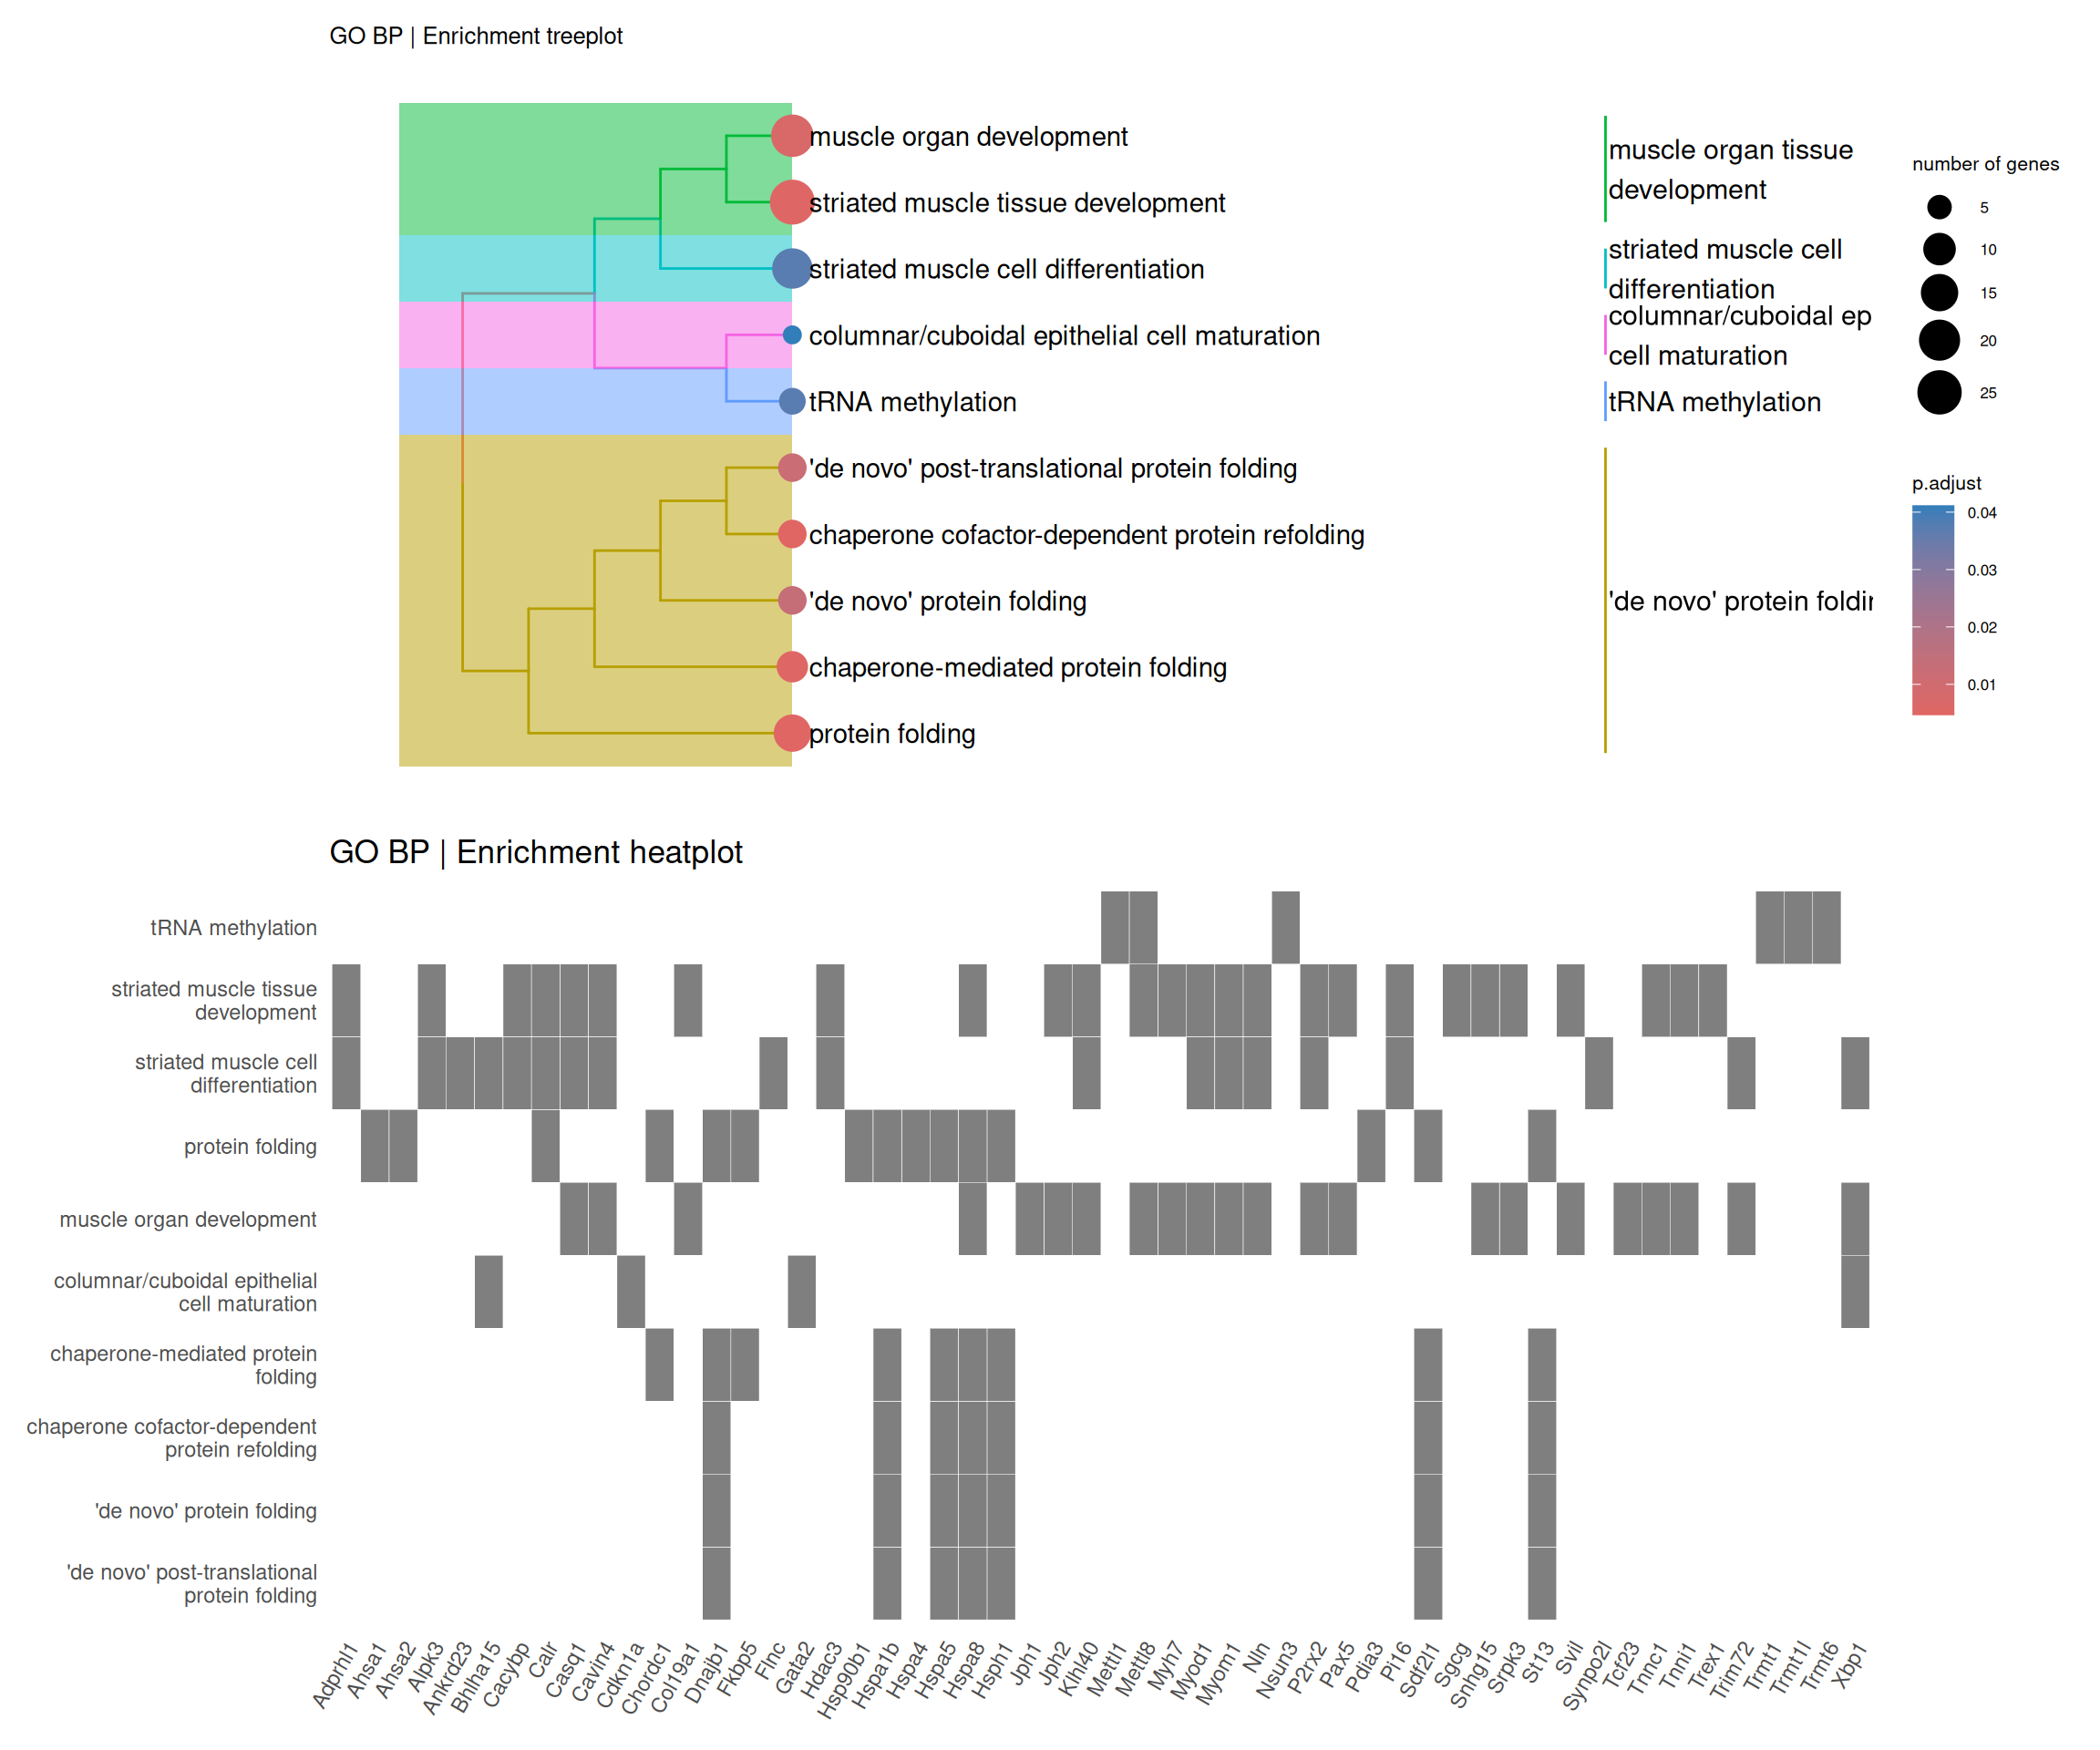 GO BP | Enrichment treeplot
muscle organ development
striated muscle tissue development
striated muscle cell differentiation
columnar/cuboidal epithelial cell maturation
tRNA methylation
'de novo' post-translational protein folding
chaperone cofactor-dependent protein refolding
'de novo' protein folding
chaperone-mediated protein folding
protein folding
muscle organ tissue
development
striated muscle cell
differentiation
columnar/cuboidal ep
cell maturation
tRNA methylation
'de novo' protein foldin
number of genes
5
10
15
20
25
p.adjust
0.04
0.03
0.02
0.01
GO BP | Enrichment heatplot
tRNA methylation
striated muscle tissue
development
striated muscle cell
differentiation
protein folding
muscle organ development
columnar/cuboidal epithelial
cell maturation
chaperone-mediated protein
folding
chaperone cofactor-dependent
protein refolding
'de novo' protein folding
'de novo' post-translational
protein folding
Adprhl1
Ahsa1
Ahsa2
Alpk3
Ankrd23
Bhlha15
Cacybp
Calr
Casq1
Cavin4
Cdkn1a
Chordc1
Col19a1
Dnajb1
Fkbp5
Flnc
Gata2
Hdac3
Hsp90b1
Hspa1b
Hspa4
Hspa5
Hspa8
Hsph1
Jph1
Jph2
Klhl40
Mettl1
Mettl8
Myh7
Myod1
Myom1
Nln
Nsun3
P2rx2
Pax5
Pdia3
Pi16
Sdf2l1
Sgcg
Snhg15
Srpk3
St13
Svil
Synpo2l
Tcf23
Tnnc1
Tnni1
Trex1
Trim72
Trmt1
Trmt1l
Trmt6
Xbp1